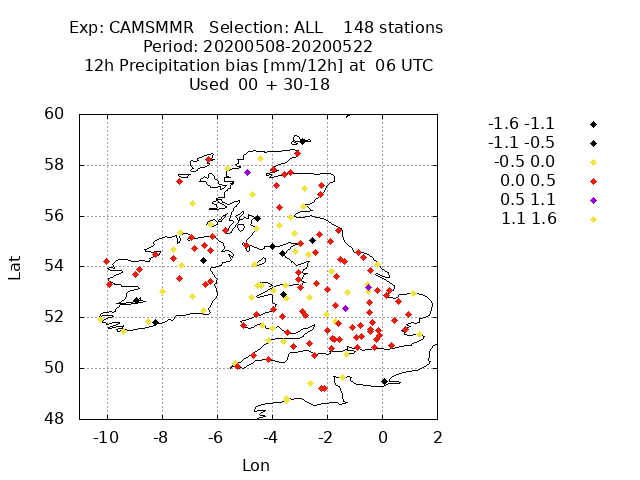 Exp: CAMSMMR   Selection: ALL    148 stations
Period: 20200508-20200522
12h Precipitation bias [mm/12h] at  06 UTC
Used  00 + 30-18
-1.6 -1.1
-1.1 -0.5
-0.5 0.0
0.0 0.5
0.5 1.1
1.1 1.6
60
58
56
54
52
50
48
Lat
-10 -8 -6 -4 -2 0 2
Lon